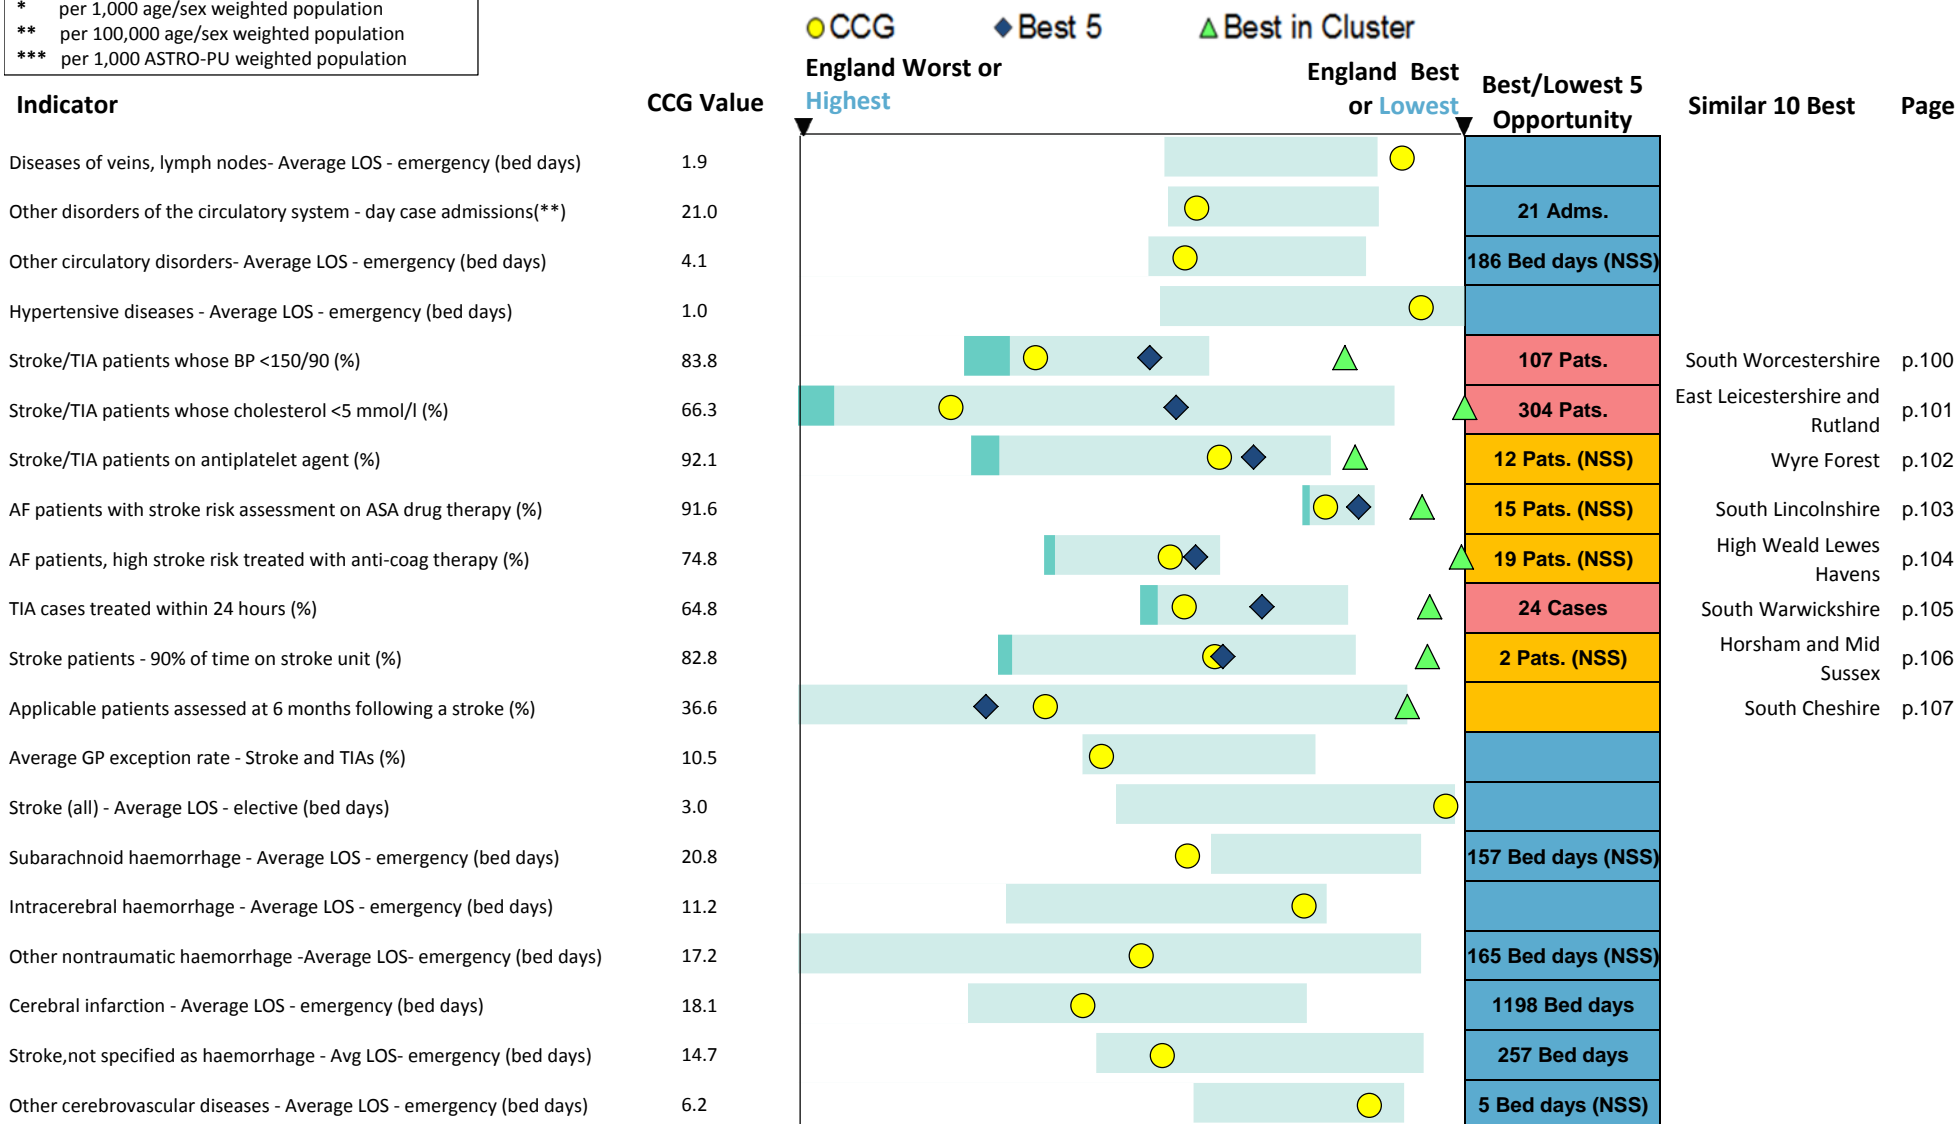 * per 1,000 age/sex weighted population
** per 100,000 age/sex weighted population
*** per 1,000 ASTRO-PU weighted population
CCG Best 5 Best in Cluster
England Worst or
Highest
England Best
or Lowest
Indicator CCG Value Best/Lowest 5
Opportunity Similar 10 Best Page
Diseases of veins, lymph nodes- Average LOS - emergency (bed days) 1.9
Other disorders of the circulatory system - day case admissions(**) 21.0 21 Adms.
Other circulatory disorders- Average LOS - emergency (bed days) 4.1 186 Bed days (NSS)
Hypertensive diseases - Average LOS - emergency (bed days) 1.0
Stroke/TIA patients whose BP <150/90 (%) 83.8 107 Pats. South Worcestershire p.100
Stroke/TIA patients whose cholesterol <5 mmol/l (%) 66.3 304 Pats. East Leicestershire and
Rutland p.101
Stroke/TIA patients on antiplatelet agent (%) 92.1 12 Pats. (NSS) Wyre Forest p.102
AF patients with stroke risk assessment on ASA drug therapy (%) 91.6 15 Pats. (NSS) South Lincolnshire p.103
AF patients, high stroke risk treated with anti-coag therapy (%) 74.8 19 Pats. (NSS) High Weald Lewes
Havens p.104
TIA cases treated within 24 hours (%) 64.8 24 Cases South Warwickshire p.105
Stroke patients - 90% of time on stroke unit (%) 82.8 2 Pats. (NSS) Horsham and Mid
Sussex p.106
Applicable patients assessed at 6 months following a stroke (%) 36.6 South Cheshire p.107
Average GP exception rate - Stroke and TIAs (%) 10.5
Stroke (all) - Average LOS - elective (bed days) 3.0
Subarachnoid haemorrhage - Average LOS - emergency (bed days) 20.8 157 Bed days (NSS)
Intracerebral haemorrhage - Average LOS - emergency (bed days) 11.2
Other nontraumatic haemorrhage -Average LOS- emergency (bed days) 17.2 165 Bed days (NSS)
Cerebral infarction - Average LOS - emergency (bed days) 18.1 1198 Bed days
Stroke,not specified as haemorrhage - Avg LOS- emergency (bed days) 14.7 257 Bed days
Other cerebrovascular diseases - Average LOS - emergency (bed days) 6.2 5 Bed days (NSS)